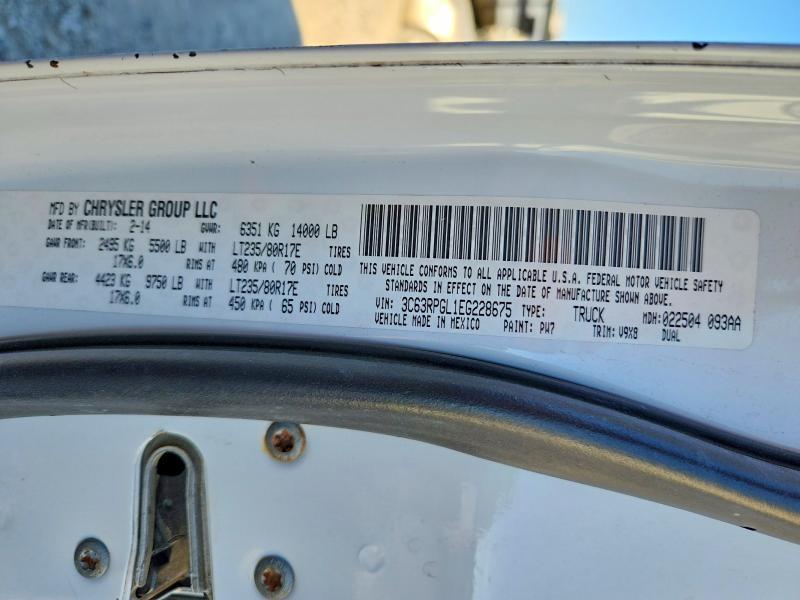 MFD BY CHRYSLER GROUP LLC
DATE OF MFR(BUILT): 2-14 GVWR: 6351 KG 14000 LB
GAWR FRONT: 2495 KG 5500 LB WITH LT235/80R17E TIRES
17X6.0 RIMS AT 480 KPA ( 70 PSI) COLD
GAWR REAR: 4423 KG 9750 LB WITH LT235/80R17E TIRES
17X6.0 RIMS AT 450 KPA ( 65 PSI) COLD
THIS VEHICLE CONFORMS TO ALL APPLICABLE U.S.A. FEDERAL MOTOR VEHICLE SAFETY
STANDARDS IN EFFECT ON THE DATE OF MANUFACTURE SHOWN ABOVE.
VIN: 3C63RPGL1EG228675 TYPE: TRUCK MDH: 022504 093AA
VEHICLE MADE IN MEXICO PAINT: PW7 TRIM: V9X8
DUAL